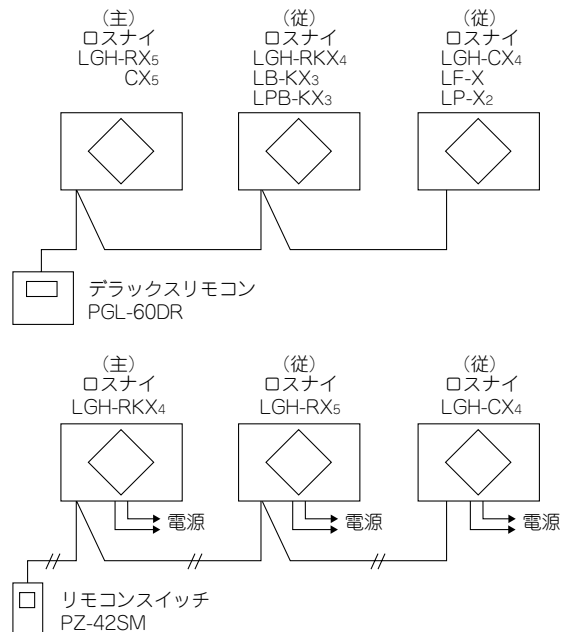 (主)
ロスナイ
LGH-RX5
CX5
(従)
ロスナイ
LGH-RKX4
LB-KX3
LPB-KX3
(従)
ロスナイ
LGH-CX4
LF-X
LP-X2
デラックスリモコン
PGL-60DR
(主)
ロスナイ
LGH-RKX4
(従)
ロスナイ
LGH-RX5
(従)
ロスナイ
LGH-CX4
電源
電源
電源
リモコンスイッチ
PZ-42SM